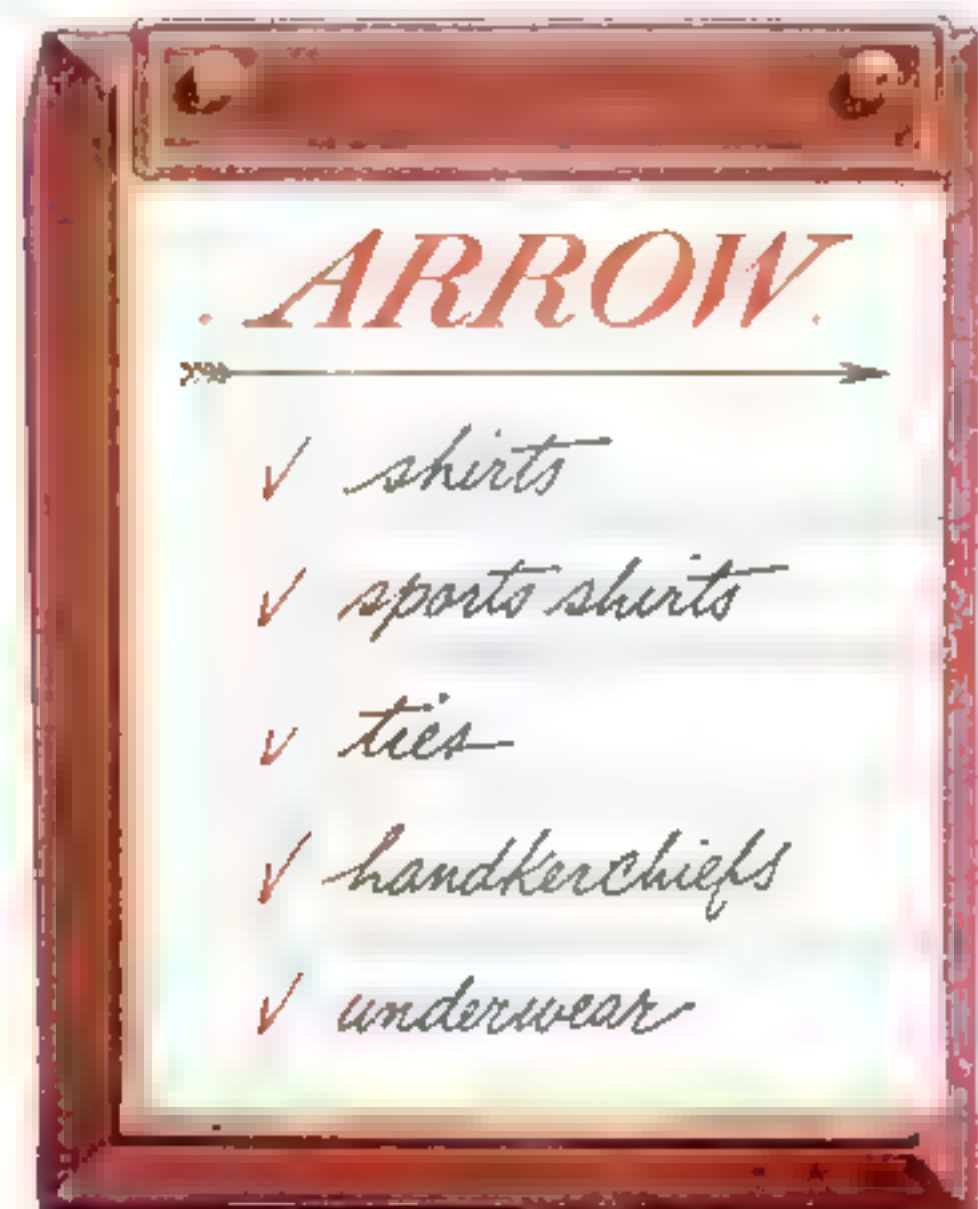 ARROW
shirts
sports shirts
ties
handkerchiefs
underwear